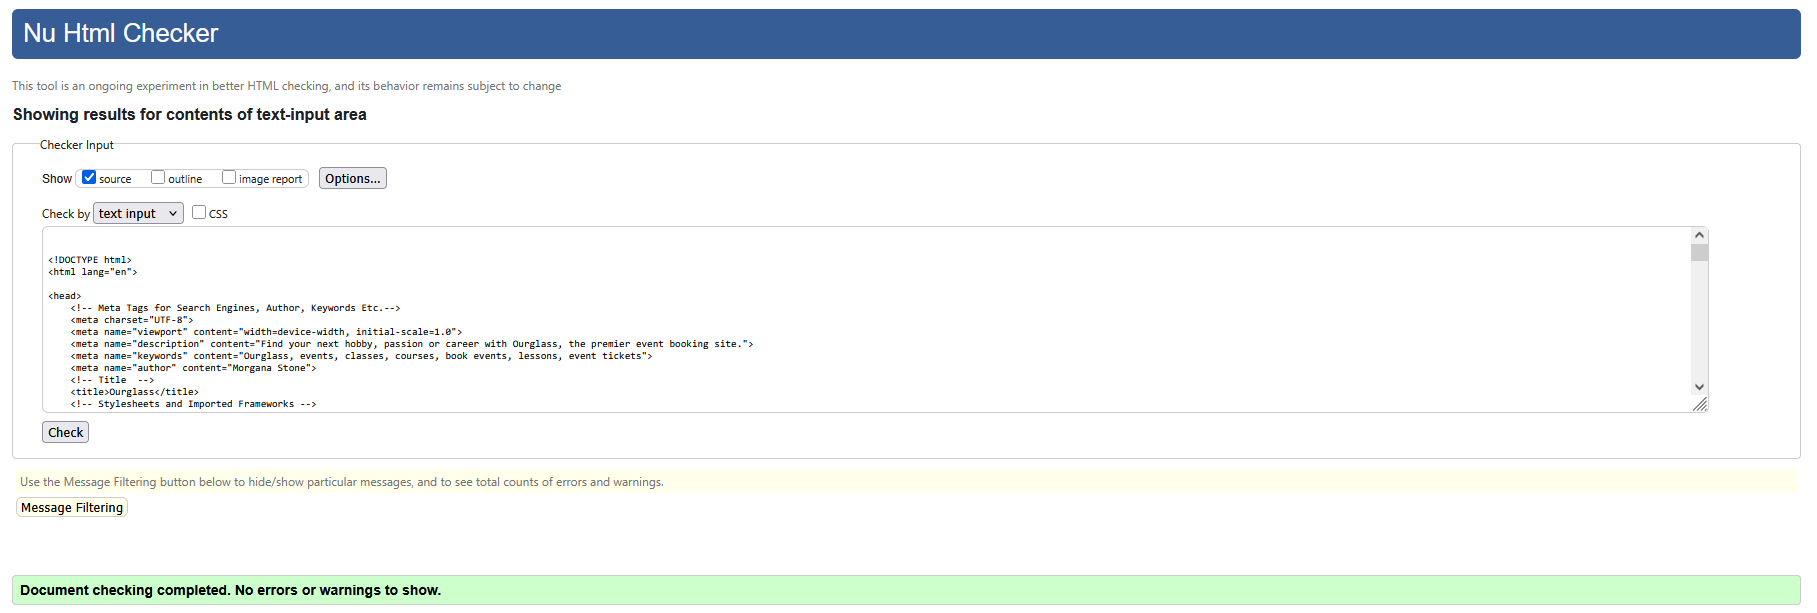 Nu Html Checker
This tool is an ongoing experiment in better HTML checking, and its behavior remains subject to change
Showing results for contents of text-input area
Checker Input
Show source outline image report Options...
Check by text input CSS
<!DOCTYPE html>
<html lang="en">
<head>
<!-- Meta Tags for Search Engines, Author, Keywords Etc.-->
<meta charset="UTF-8">
<meta name="viewport" content="width=device-width, initial-scale=1.0">
<meta name="description" content="Find your next hobby, passion or career with Ourglass, the premier event booking site.">
<meta name="keywords" content="Ourglass, events, classes, courses, book events, lessons, event tickets">
<meta name="author" content="Morgana Stone">
<!-- Title  -->
<title>Ourglass</title>
<!-- Stylesheets and Imported Frameworks -->
Check
Use the Message Filtering button below to hide/show particular messages, and to see total counts of errors and warnings.
Message Filtering
Document checking completed. No errors or warnings to show.